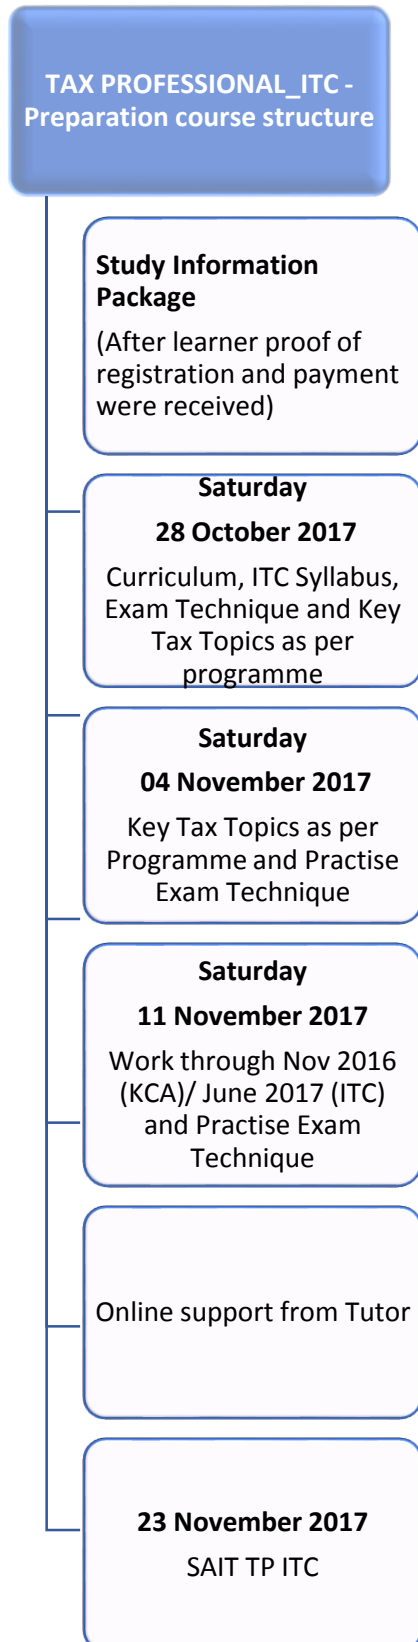 TAX PROFESSIONAL_ITC -
Preparation course structure
Study Information
Package
(After learner proof of
registration and payment
were received)
Saturday
28 October 2017
Curriculum, ITC Syllabus,
Exam Technique and Key
Tax Topics as per
programme
Saturday
04 November 2017
Key Tax Topics as per
Programme and Practise
Exam Technique
Saturday
11 November 2017
Work through Nov 2016
(KCA)/ June 2017 (ITC)
and Practise Exam
Technique
Online support from Tutor
23 November 2017
SAIT TP ITC